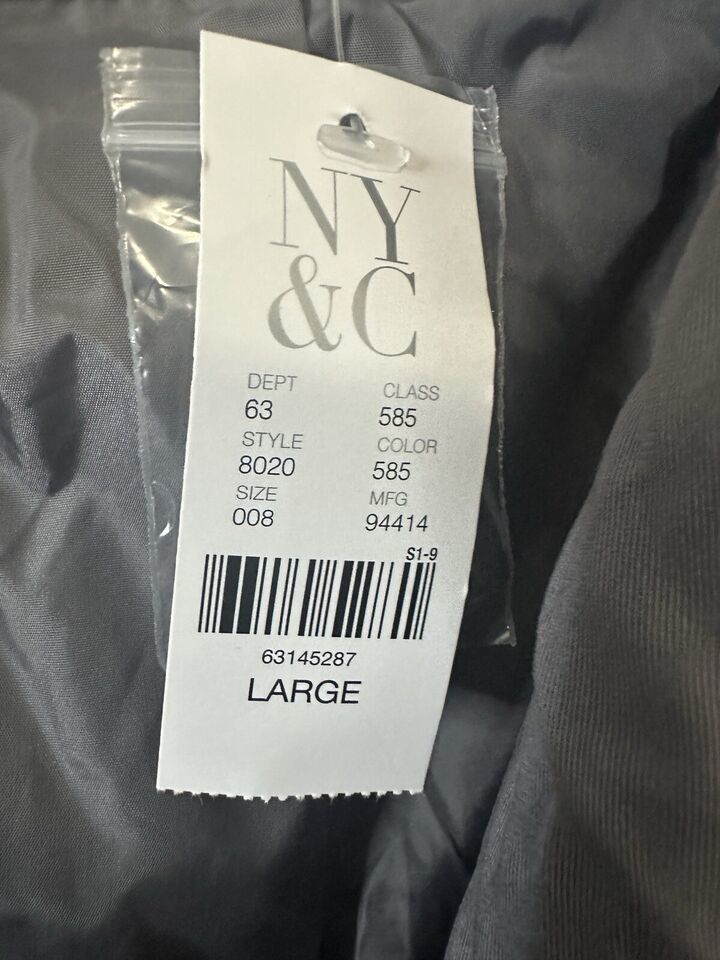 NY
&C
DEPT CLASS
63 585
STYLE COLOR
8020 585
SIZE MFG
008 94414
S1-9
63145287
LARGE